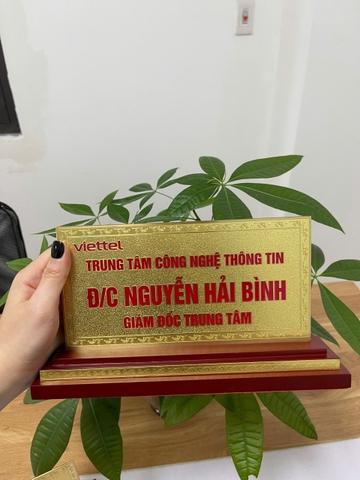 viettel
TRUNG TÂM CÔNG NGHỆ THÔNG TIN
Đ/C NGUYỄN HẢI BÌNH
GIÁM ĐỐC TRUNG TÂM